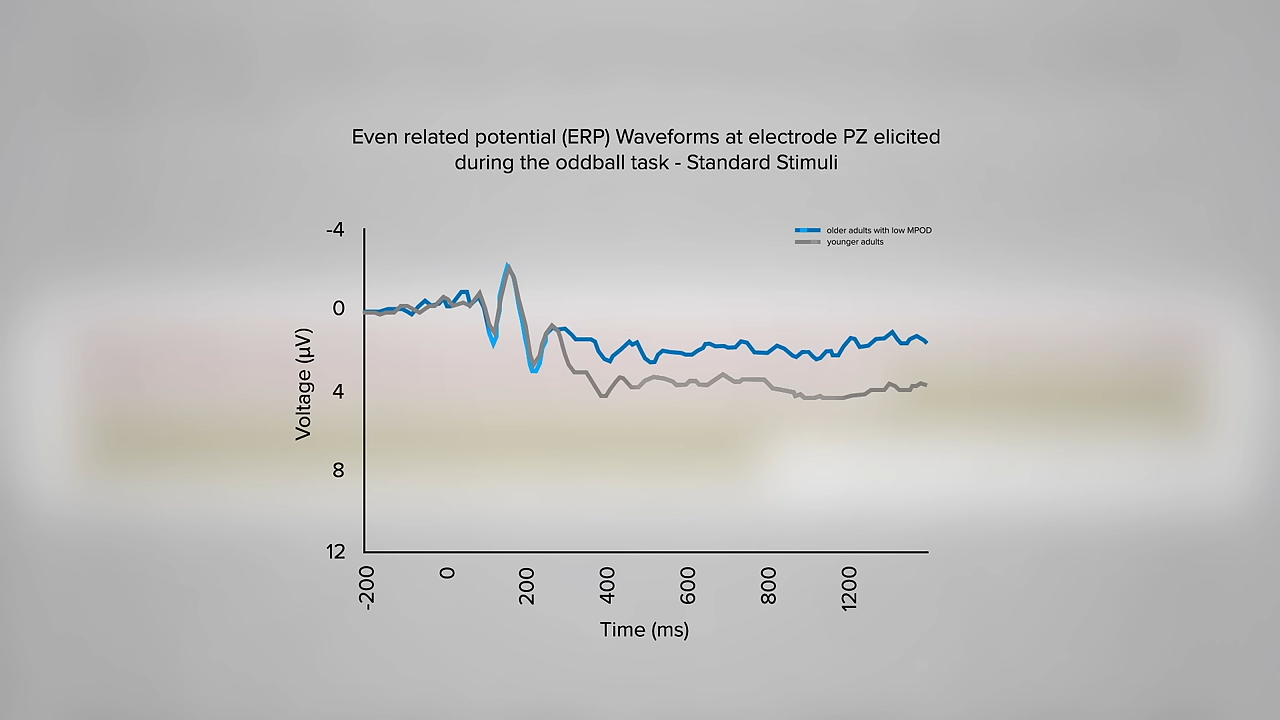 Even related potential (ERP) Waveforms at electrode PZ elicited
during the oddball task - Standard Stimuli
-4
older adults with low MPOD
younger adults
0
4
8
12
Voltage (µV)
-200
0
200
400
600
800
1200
Time (ms)